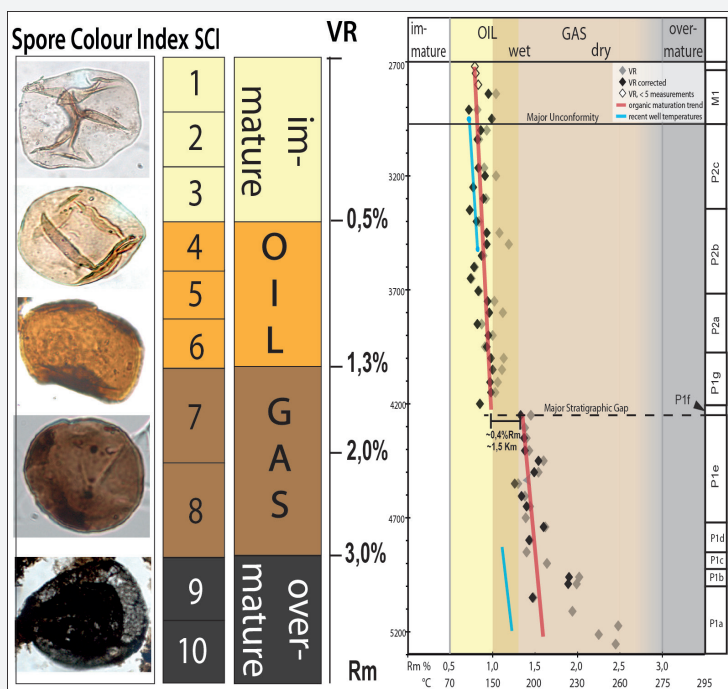 Spore Colour Index SCI
VR
1
2
3
4
5
6
7
8
9
10
im-
mature
O
I
L
G
A
S
over-
mature
0,5%
1,3%
2,0%
3,0%
Rm
im-
mature
OIL
GAS
wet
dry
over-
mature
VR
VR corrected
VR, < 5 measurements
organic maturation trend
recent well temperatures
2700
3200
3700
4200
4700
5200
Major Unconformity
Major Stratigraphic Gap
~0,4%Rm
~1,5 Km
M1
P2c
P2b
P2a
P1g
P1f
P1e
P1d
P1c
P1b
P1a
Rm % 0,5 1,0 1,5 2,0 2,5 3,0
°C 70 150 200 230 260 275 295